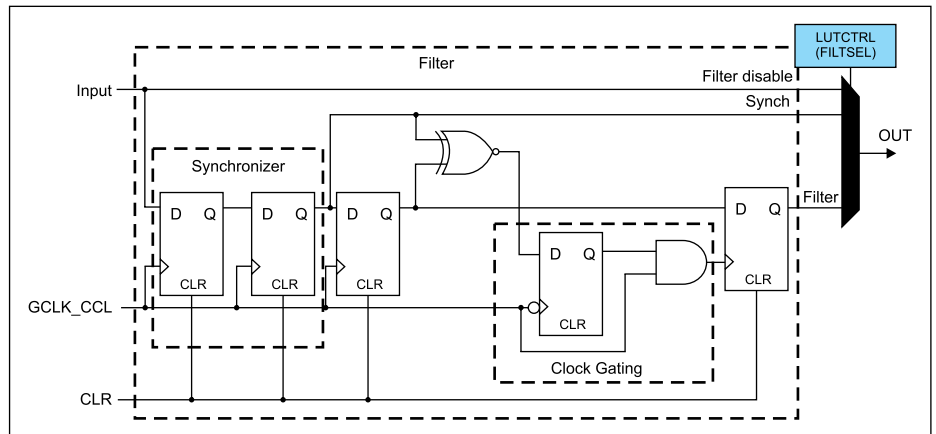 LUTCTRL
(FILTSEL)
Filter
Input
Filter disable
Synch
OUT
Synchronizer
D Q
D Q
D Q
D Q
Filter
D Q
CLR
CLR
CLR
CLR
CLR
GCLK_CCL
Clock Gating
CLR